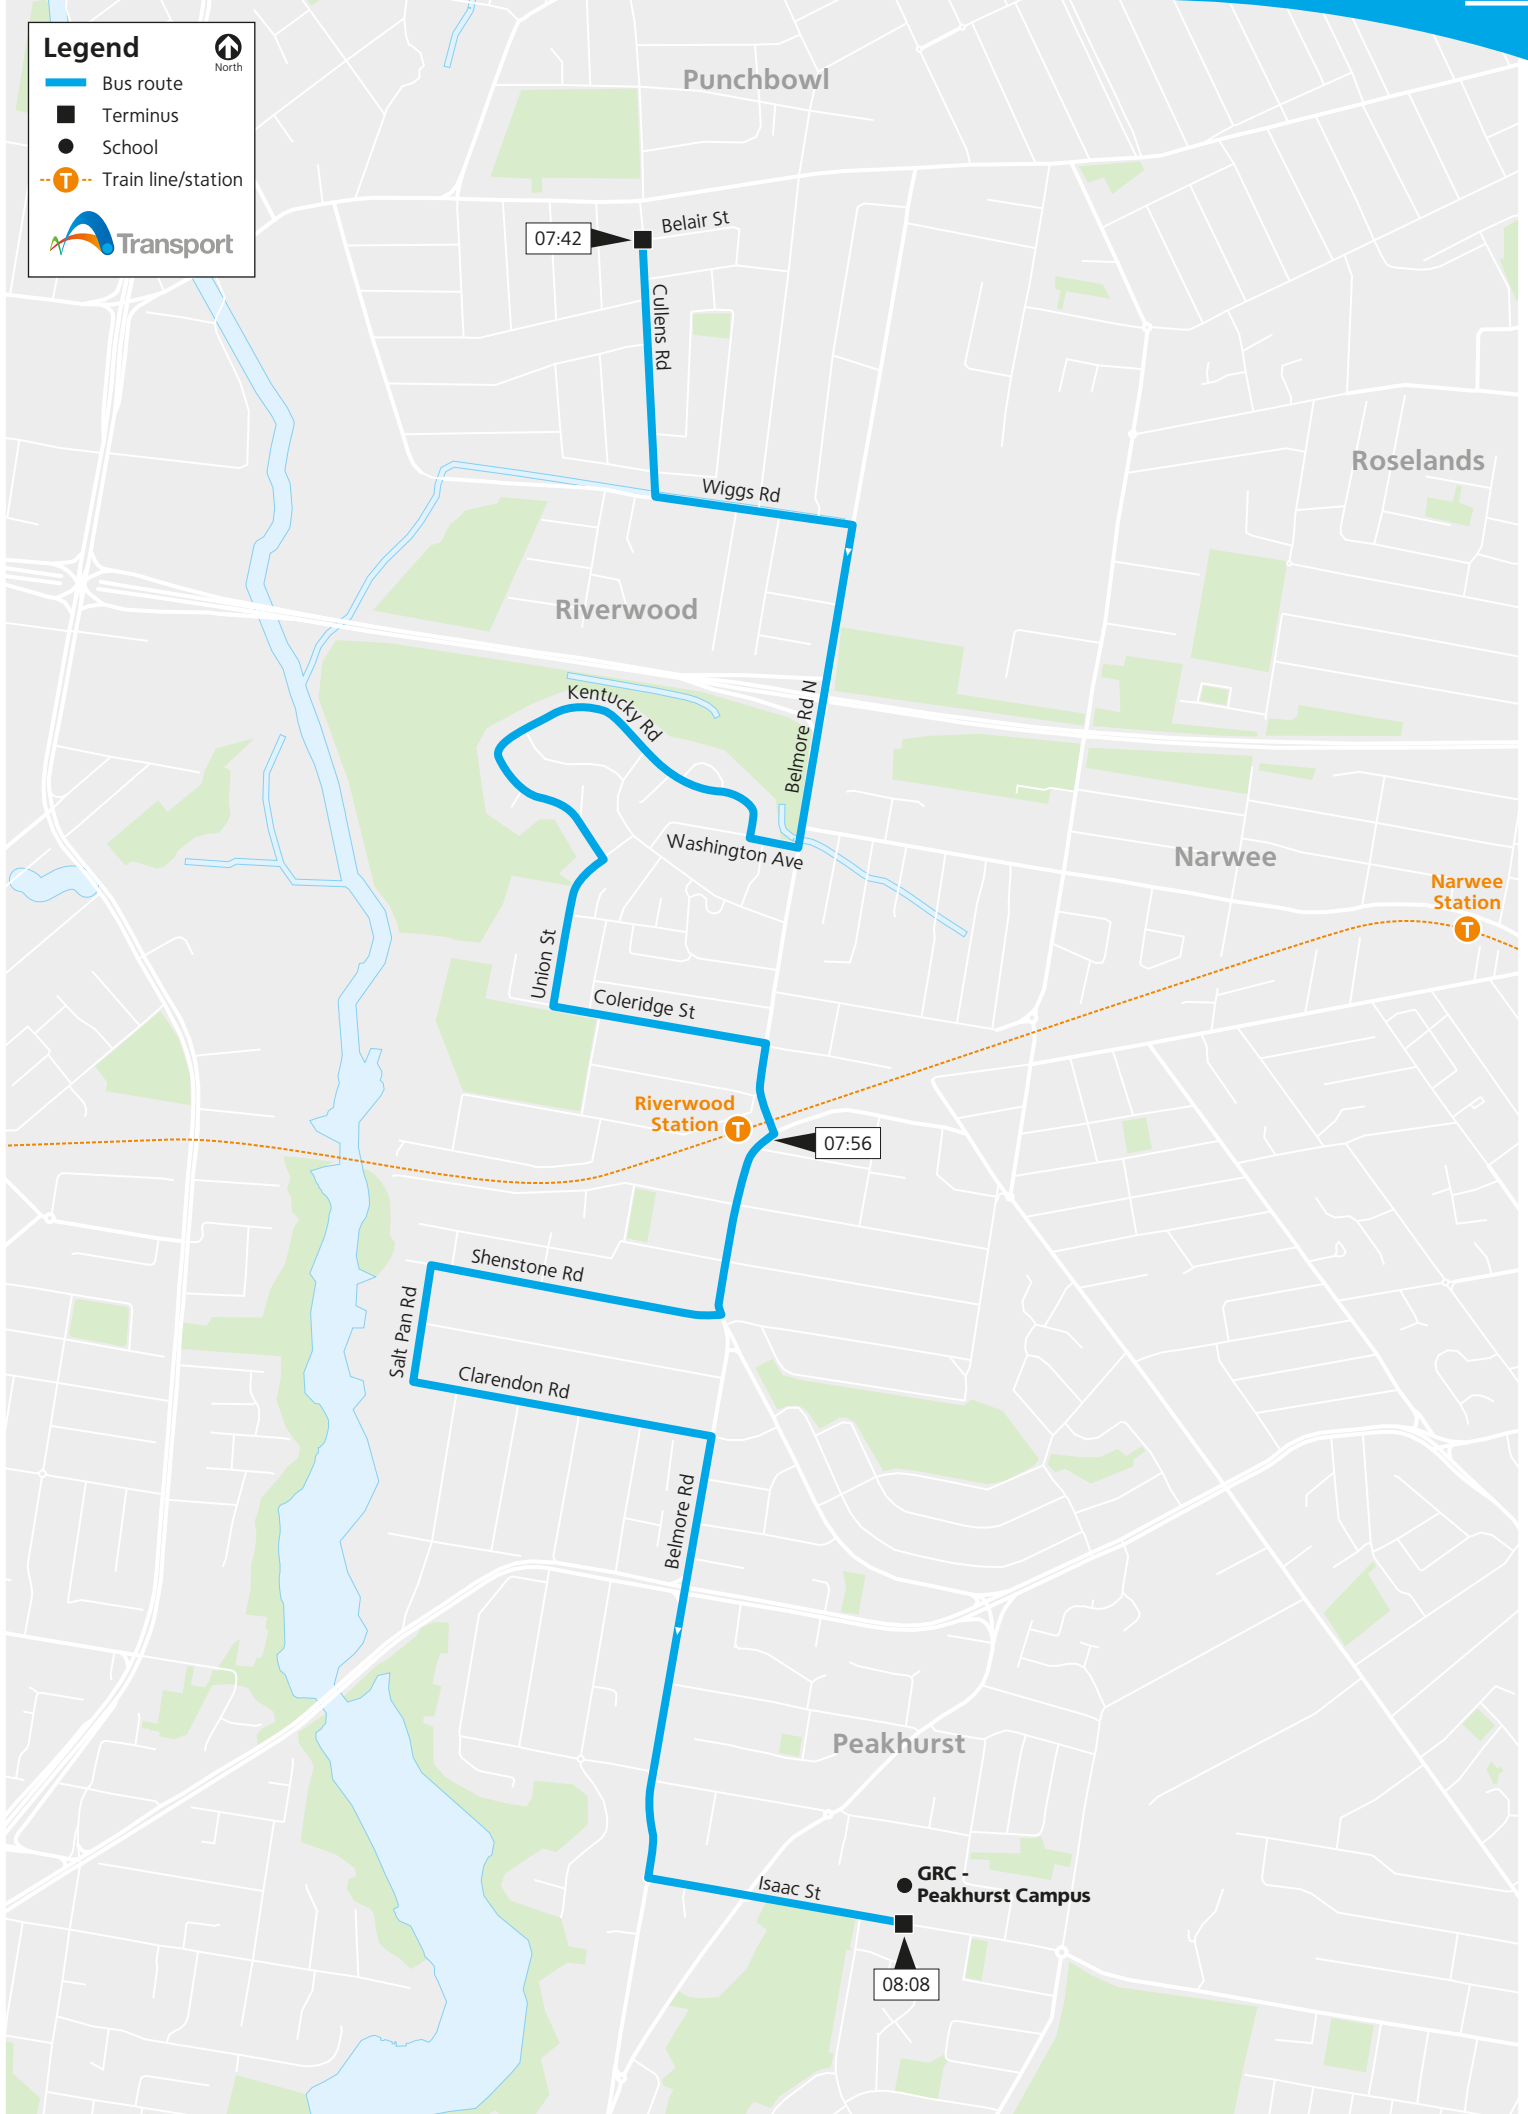 Legend
North
Bus route
Terminus
School
T
Train line/station
Transport
Punchbowl
Belair St
07:42
Cullens Rd
Roselands
Wiggs Rd
Riverwood
Kentucky Rd
Belmore Rd N
Washington Ave
Narwee
Narwee
Station
T
Union St
Coleridge St
Riverwood
Station
T
07:56
Shenstone Rd
Salt Pan Rd
Clarendon Rd
Belmore Rd
Peakhurst
GRC -
Peakhurst Campus
Isaac St
08:08